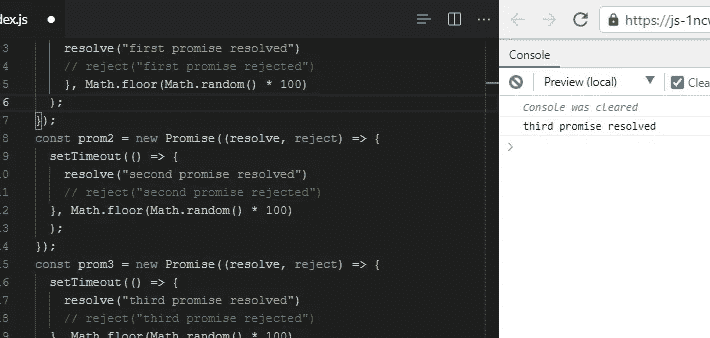 dex.js
https://js-1ncv
Console
Preview (local)
Clea
Console was cleared
third promise resolved
3 resolve("first promise resolved")
4 // reject("first promise rejected")
5 }, Math.floor(Math.random() * 100)
6 );
7 });
8 const prom2 = new Promise((resolve, reject) => {
9 setTimeout(() => {
10 resolve("second promise resolved")
11 // reject("second promise rejected")
12 }, Math.floor(Math.random() * 100)
13 );
14 });
15 const prom3 = new Promise((resolve, reject) => {
16 setTimeout(() => {
17 resolve("third promise resolved")
18 // reject("third promise rejected")
19 }, Math.floor(Math.random() * 100)